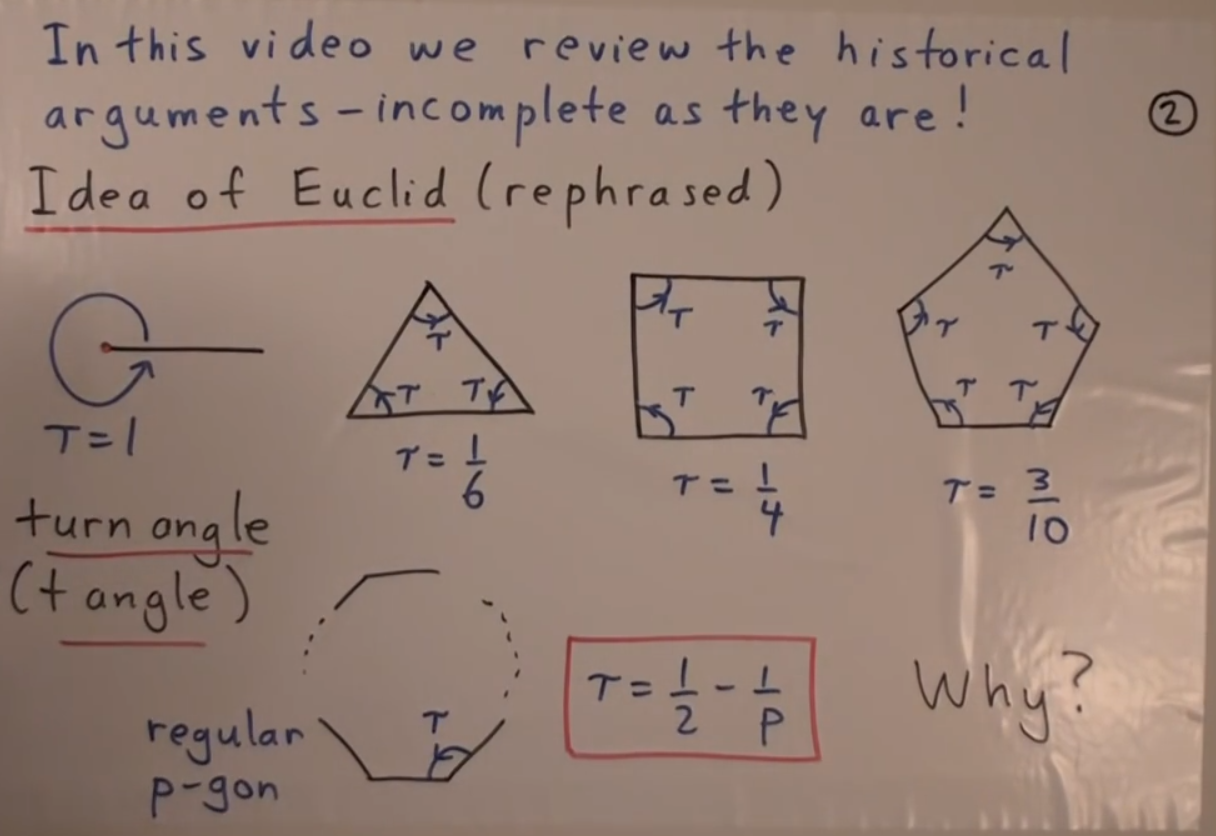 In this video we review the historical
arguments - incomplete as they are!
②
Idea of Euclid (rephrased)
τ
τ τ
τ τ
τ τ
τ
τ τ
τ τ
τ = 1
τ = 1/6
τ = 1/4
τ = 3/10
turn angle
(t angle)
τ
regular
p-gon
τ = 1/2 - 1/p
Why?